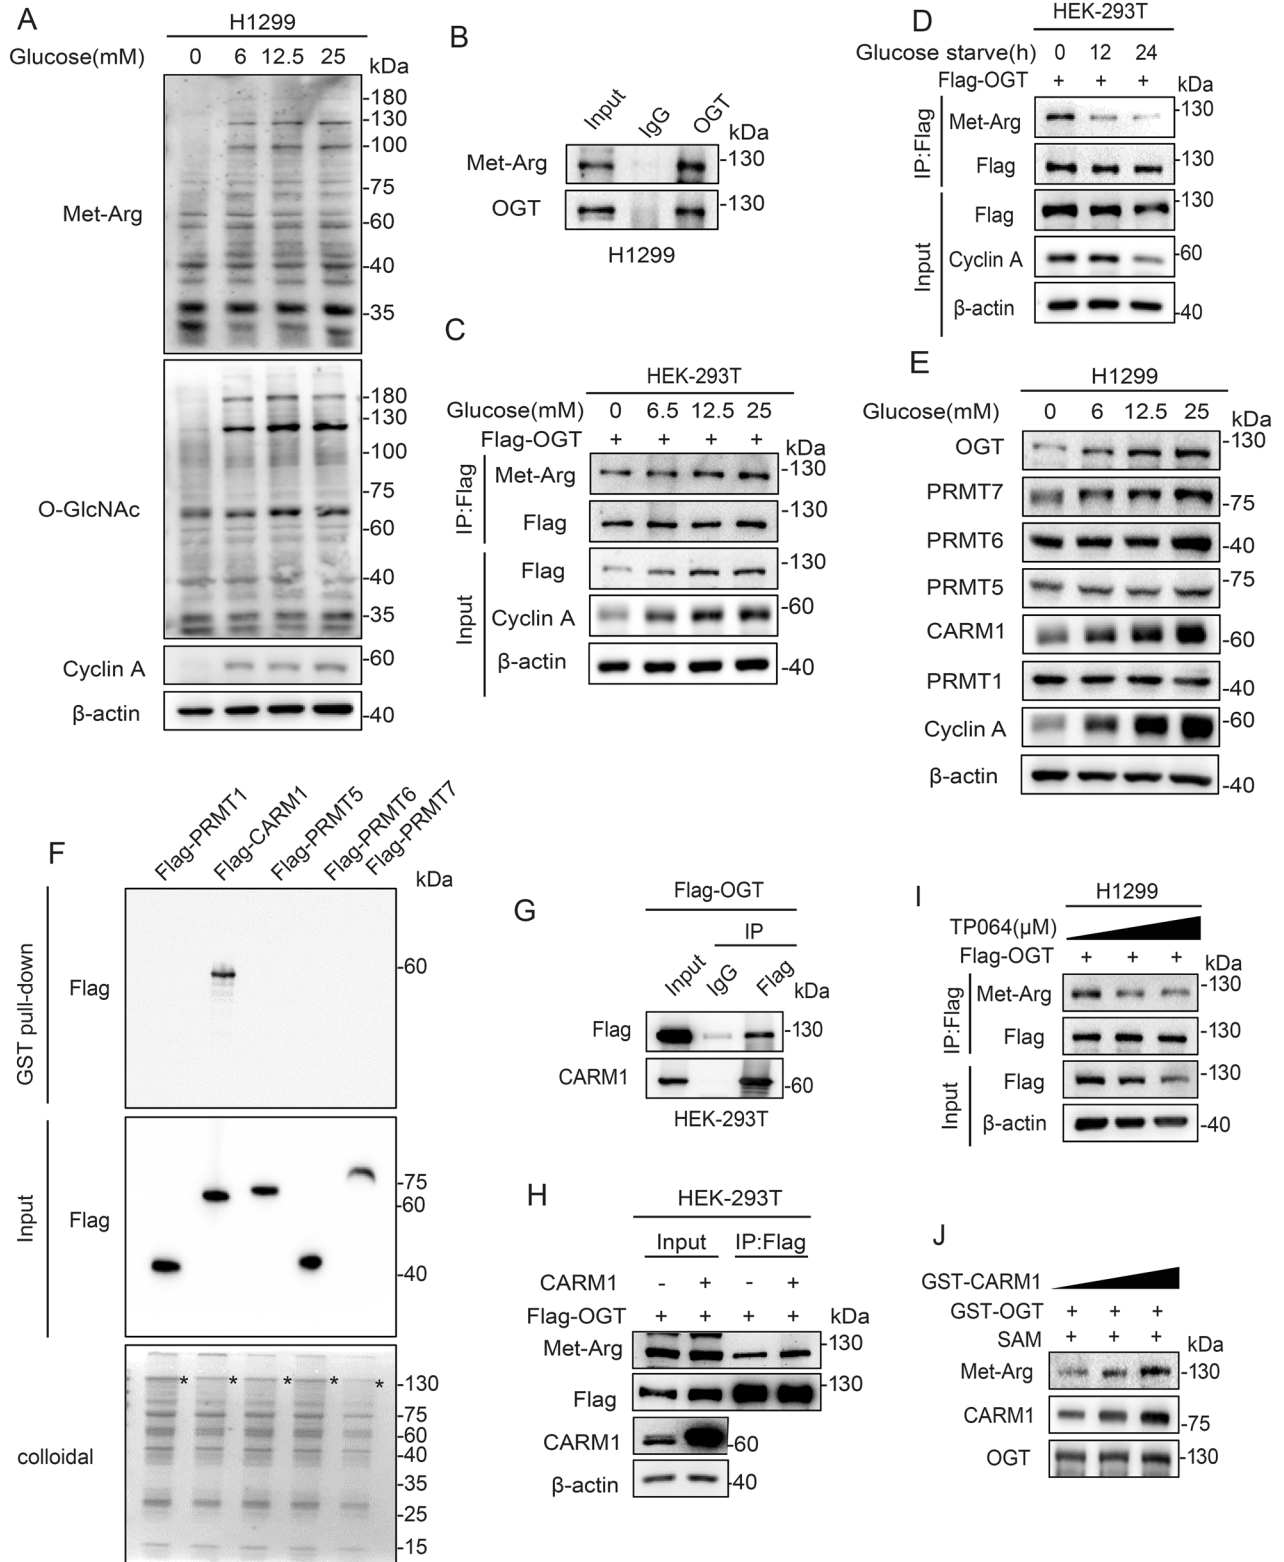 A
H1299
Glucose(mM) 0 6 12.5 25
kDa
Met-Arg
-180
-130
-100
-75
-60
-40
-35
O-GlcNAc
-180
-130
-100
-75
-60
-40
-35
Cyclin A -60
β-actin -40
B
Input IgG OGT
kDa
Met-Arg -130
OGT -130
H1299
C
HEK-293T
Glucose(mM) 0 6.5 12.5 25
Flag-OGT + + + +
kDa
IP:Flag
Met-Arg -130
Flag -130
Input
Flag -130
Cyclin A -60
β-actin -40
D
HEK-293T
Glucose starve(h) 0 12 24
Flag-OGT + + +
kDa
IP:Flag
Met-Arg -130
Flag -130
Input
Flag -130
Cyclin A -60
β-actin -40
E
H1299
Glucose(mM) 0 6 12.5 25
kDa
OGT -130
PRMT7 -75
PRMT6 -40
PRMT5 -75
CARM1 -60
PRMT1 -40
Cyclin A -60
β-actin -40
F
Flag-PRMT1 Flag-CARM1 Flag-PRMT5 Flag-PRMT6 Flag-PRMT7
kDa
GST pull-down
Flag
-60
Input
Flag
-75
-60
-40
colloidal
* * * * *
-130
-75
-60
-40
-35
-25
-15
G
Flag-OGT
IP
Input IgG Flag
kDa
Flag -130
CARM1 -60
HEK-293T
H
HEK-293T
Input IP:Flag
CARM1 - + - +
Flag-OGT + + + +
kDa
Met-Arg -130
Flag -130
CARM1 -60
β-actin -40
I
H1299
TP064(μM)
Flag-OGT + + +
kDa
IP:Flag
Met-Arg -130
Flag -130
Input
Flag -130
β-actin -40
J
GST-CARM1
GST-OGT + + +
SAM + + +
kDa
Met-Arg -130
CARM1 -75
OGT -130